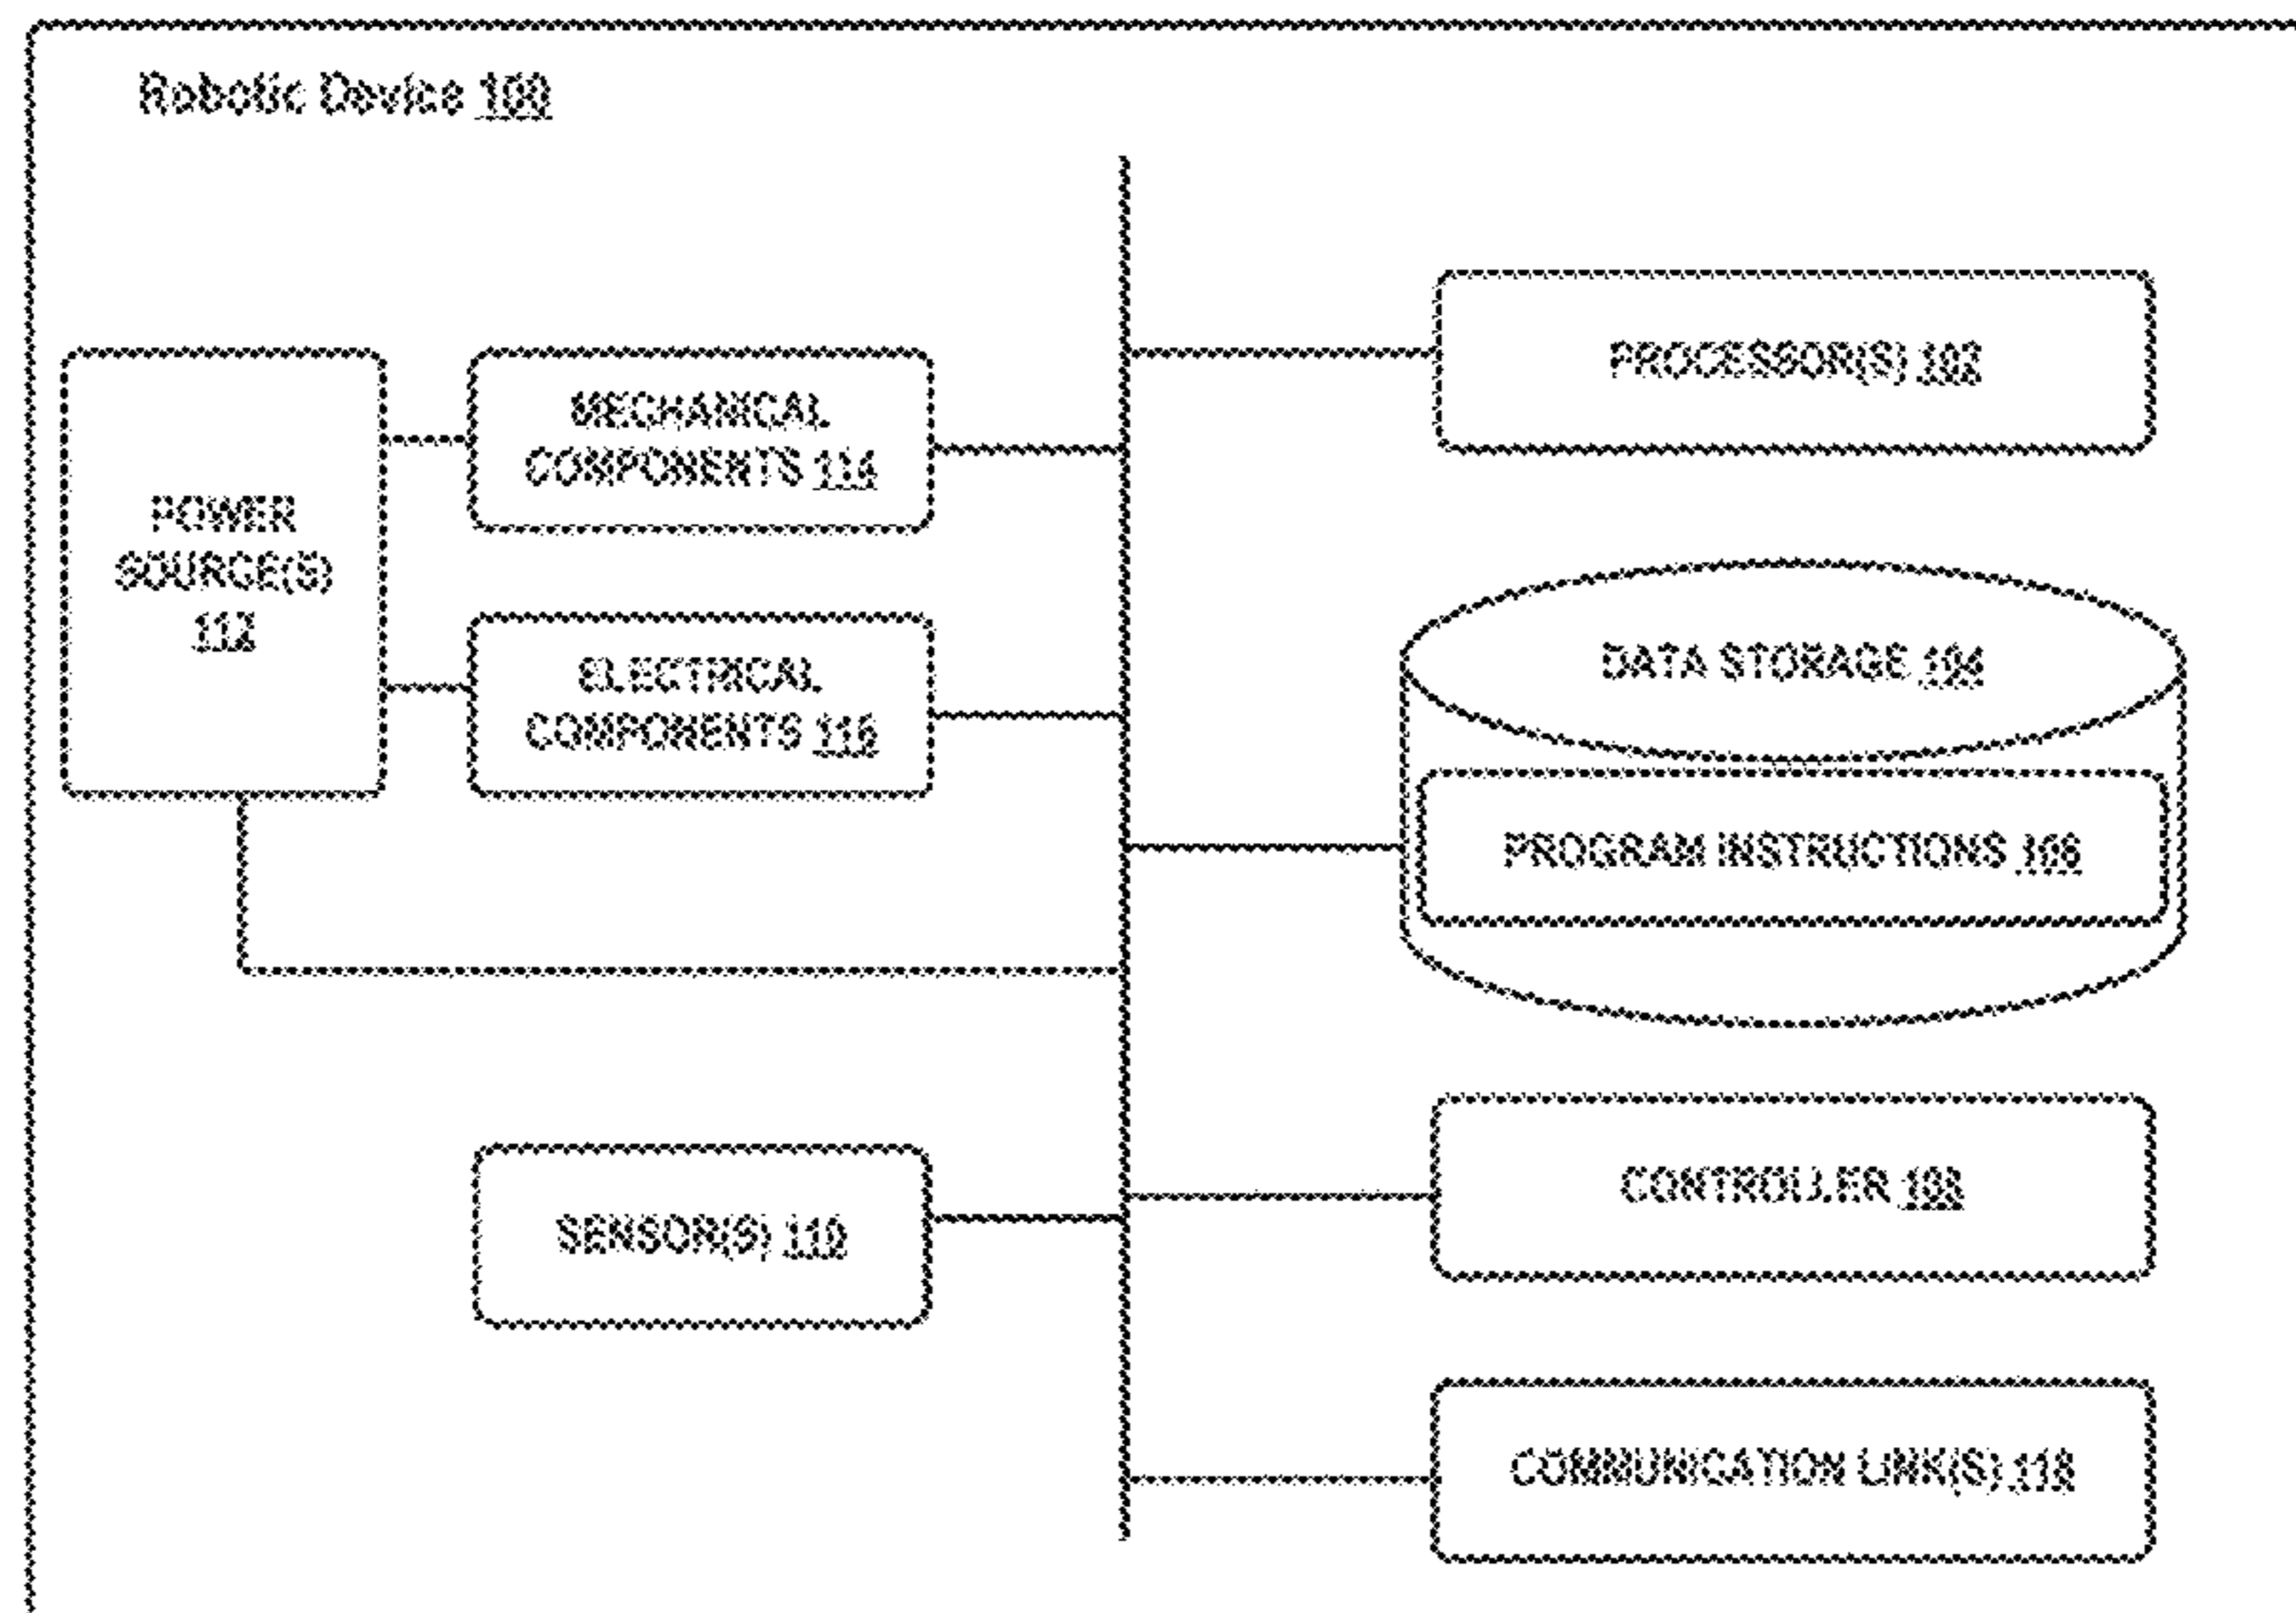 Robotic Device 100
PROCESSOR(S) 102
MECHANICAL
COMPONENTS 114
POWER
SOURCE(S)
112
ELECTRICAL
COMPONENTS 116
DATA STORAGE 104
PROGRAM INSTRUCTIONS 106
SENSOR(S) 110
CONTROLLER 108
COMMUNICATION LINK(S) 118